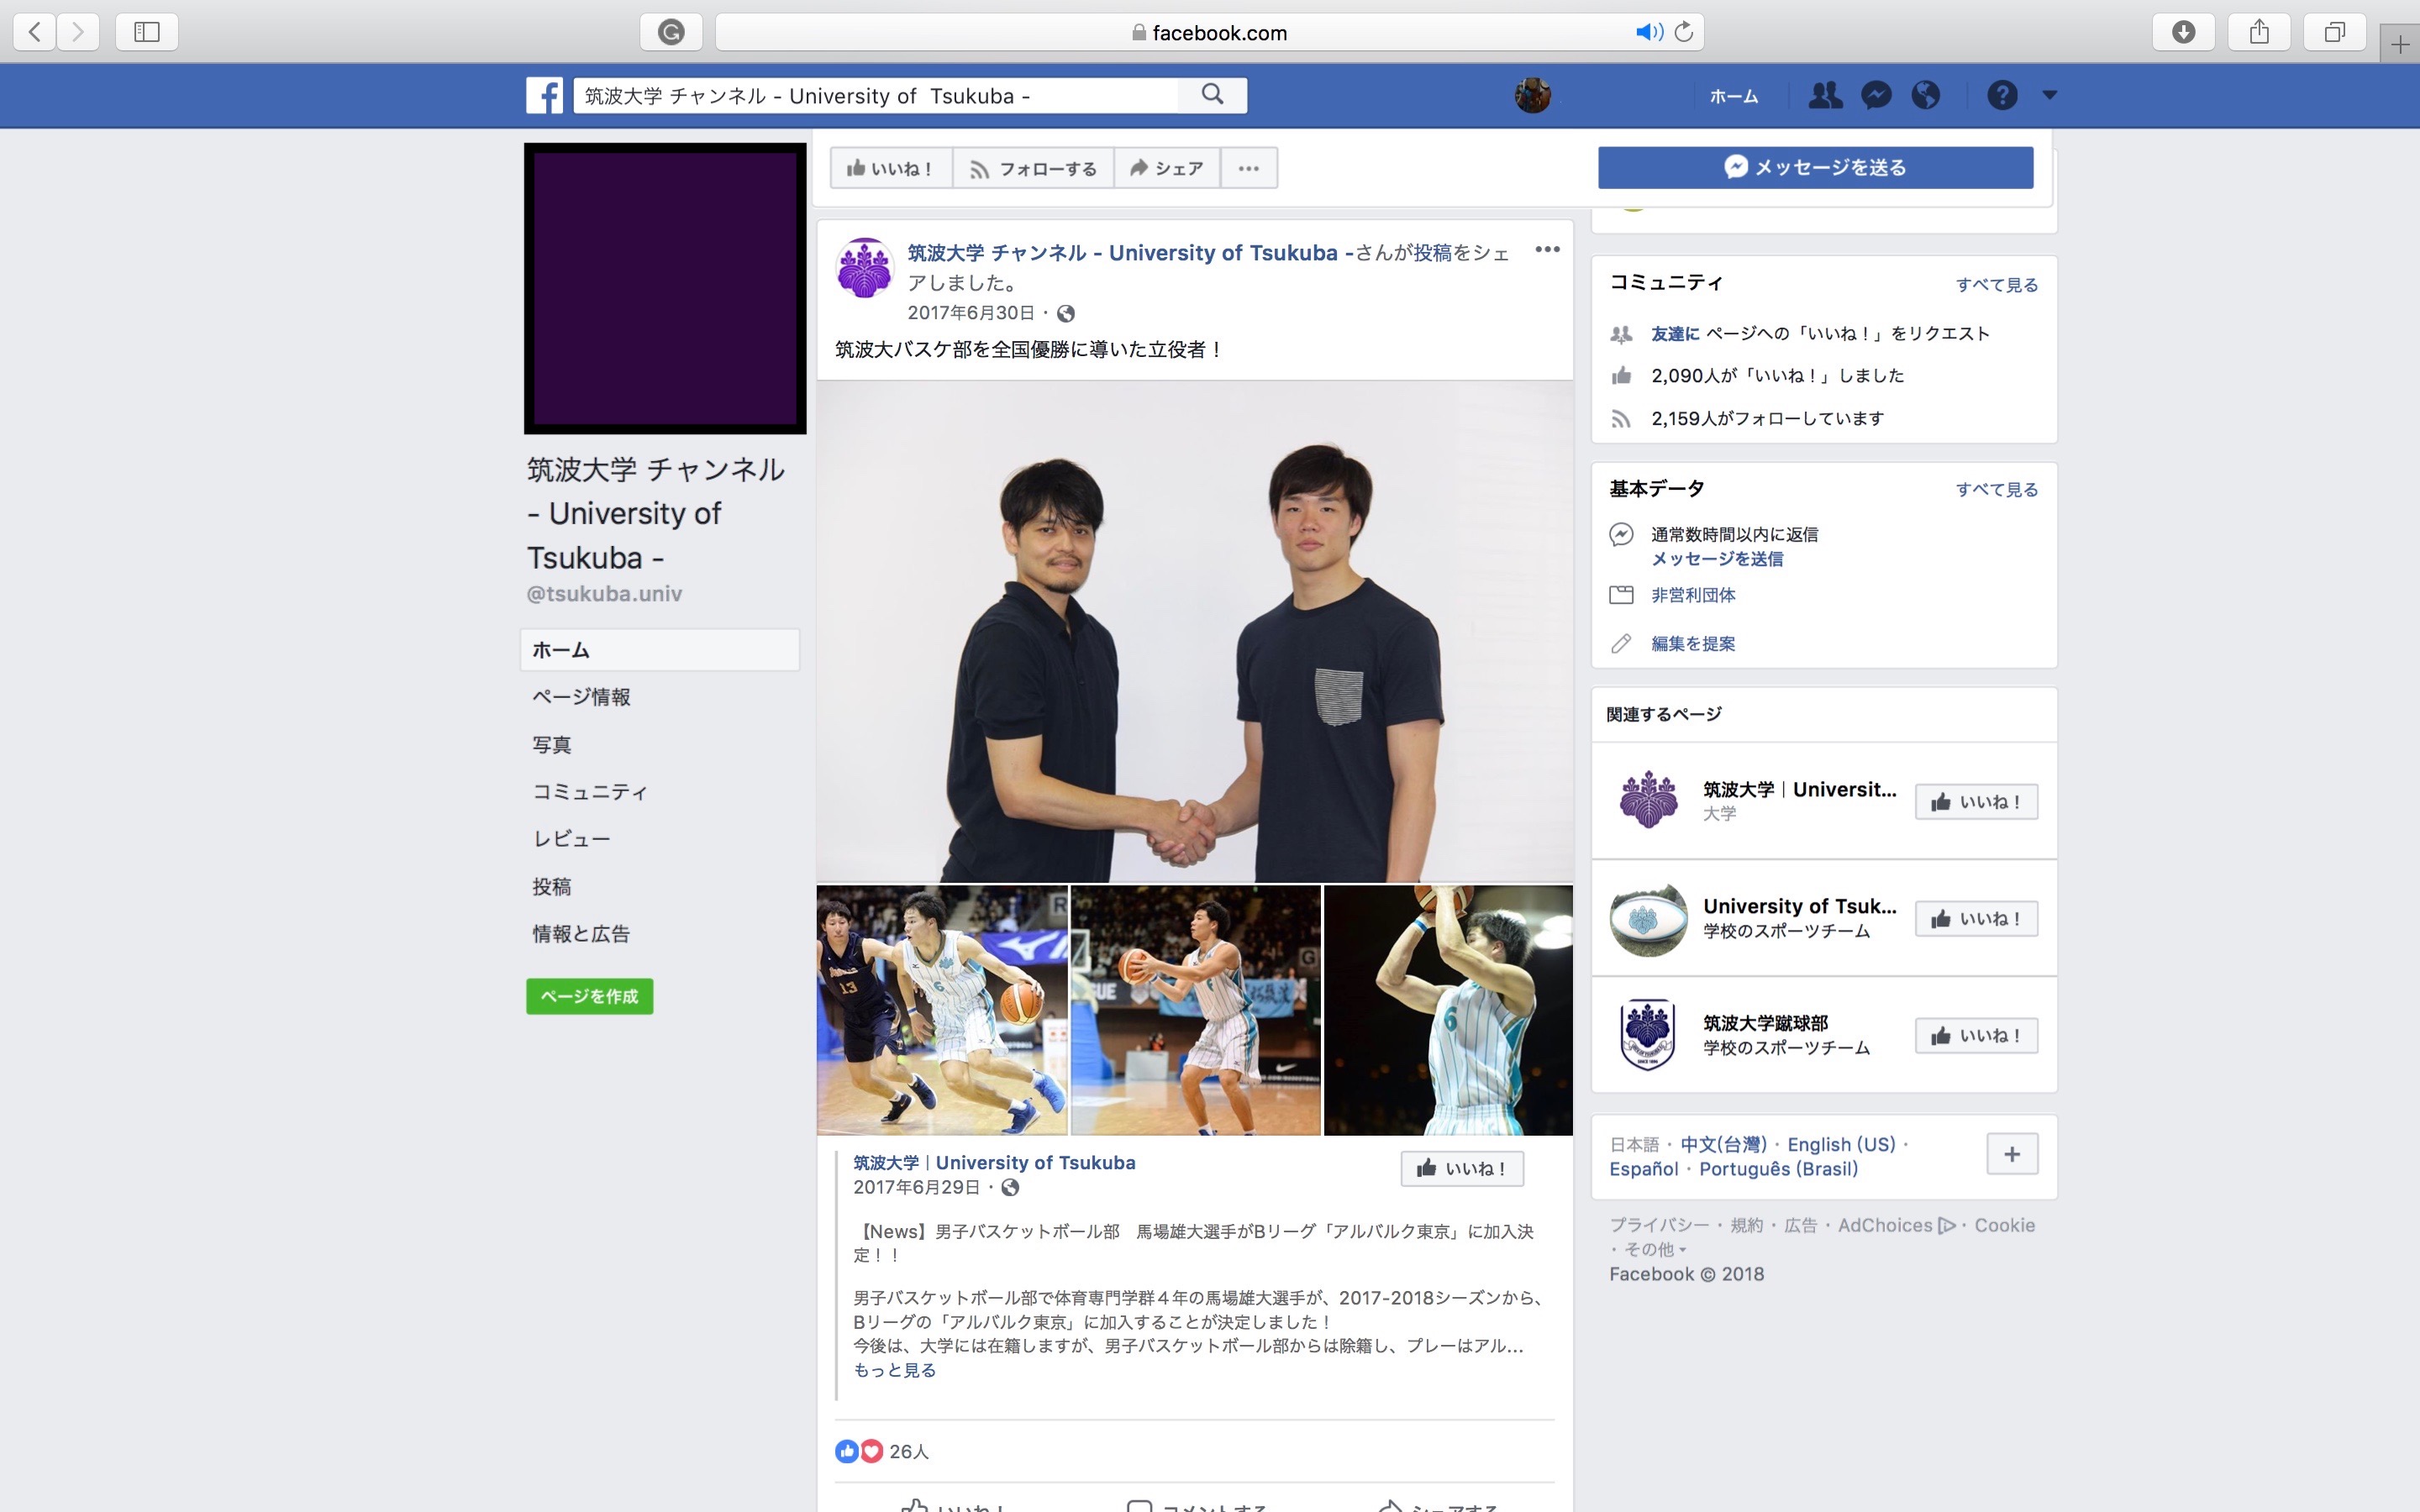 facebook.com
筑波大学 チャンネル - University of  Tsukuba -
ホーム
いいね！
フォローする
シェア
メッセージを送る
筑波大学 チャンネル
- University of
Tsukuba -
@tsukuba.univ
ホーム
ページ情報
写真
コミュニティ
レビュー
投稿
情報と広告
ページを作成
筑波大学 チャンネル - University of Tsukuba -さんが投稿をシェ
アしました。
2017年6月30日 ·
筑波大バスケ部を全国優勝に導いた立役者！
13
6
6
6
筑波大学 | University of Tsukuba
2017年6月29日 ·
いいね！
【News】男子バスケットボール部　馬場雄大選手がBリーグ「アルバルク東京」に加入決
定！！
男子バスケットボール部で体育専門学群４年の馬場雄大選手が、2017-2018シーズンから、
Bリーグの「アルバルク東京」に加入することが決定しました！
今後は、大学には在籍しますが、男子バスケットボール部からは除籍し、プレーはアル...
もっと見る
26人
いいね！
コメントする
シェアする
コミュニティ
すべて見る
友達に ページへの「いいね！」をリクエスト
2,090人が「いいね！」しました
2,159人がフォローしています
基本データ
すべて見る
通常数時間以内に返信
メッセージを送信
非営利団体
編集を提案
関連するページ
筑波大学 | Universit...
大学
いいね！
University of Tsuk...
学校のスポーツチーム
いいね！
筑波大学蹴球部
学校のスポーツチーム
いいね！
日本語 · 中文(台灣) · English (US) ·
Español · Português (Brasil)
プライバシー · 規約 · 広告 · AdChoices · Cookie
· その他
Facebook © 2018